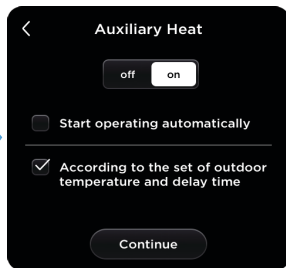 Auxiliary Heat
off on
Start operating automatically
According to the set of outdoor
temperature and delay time
Continue